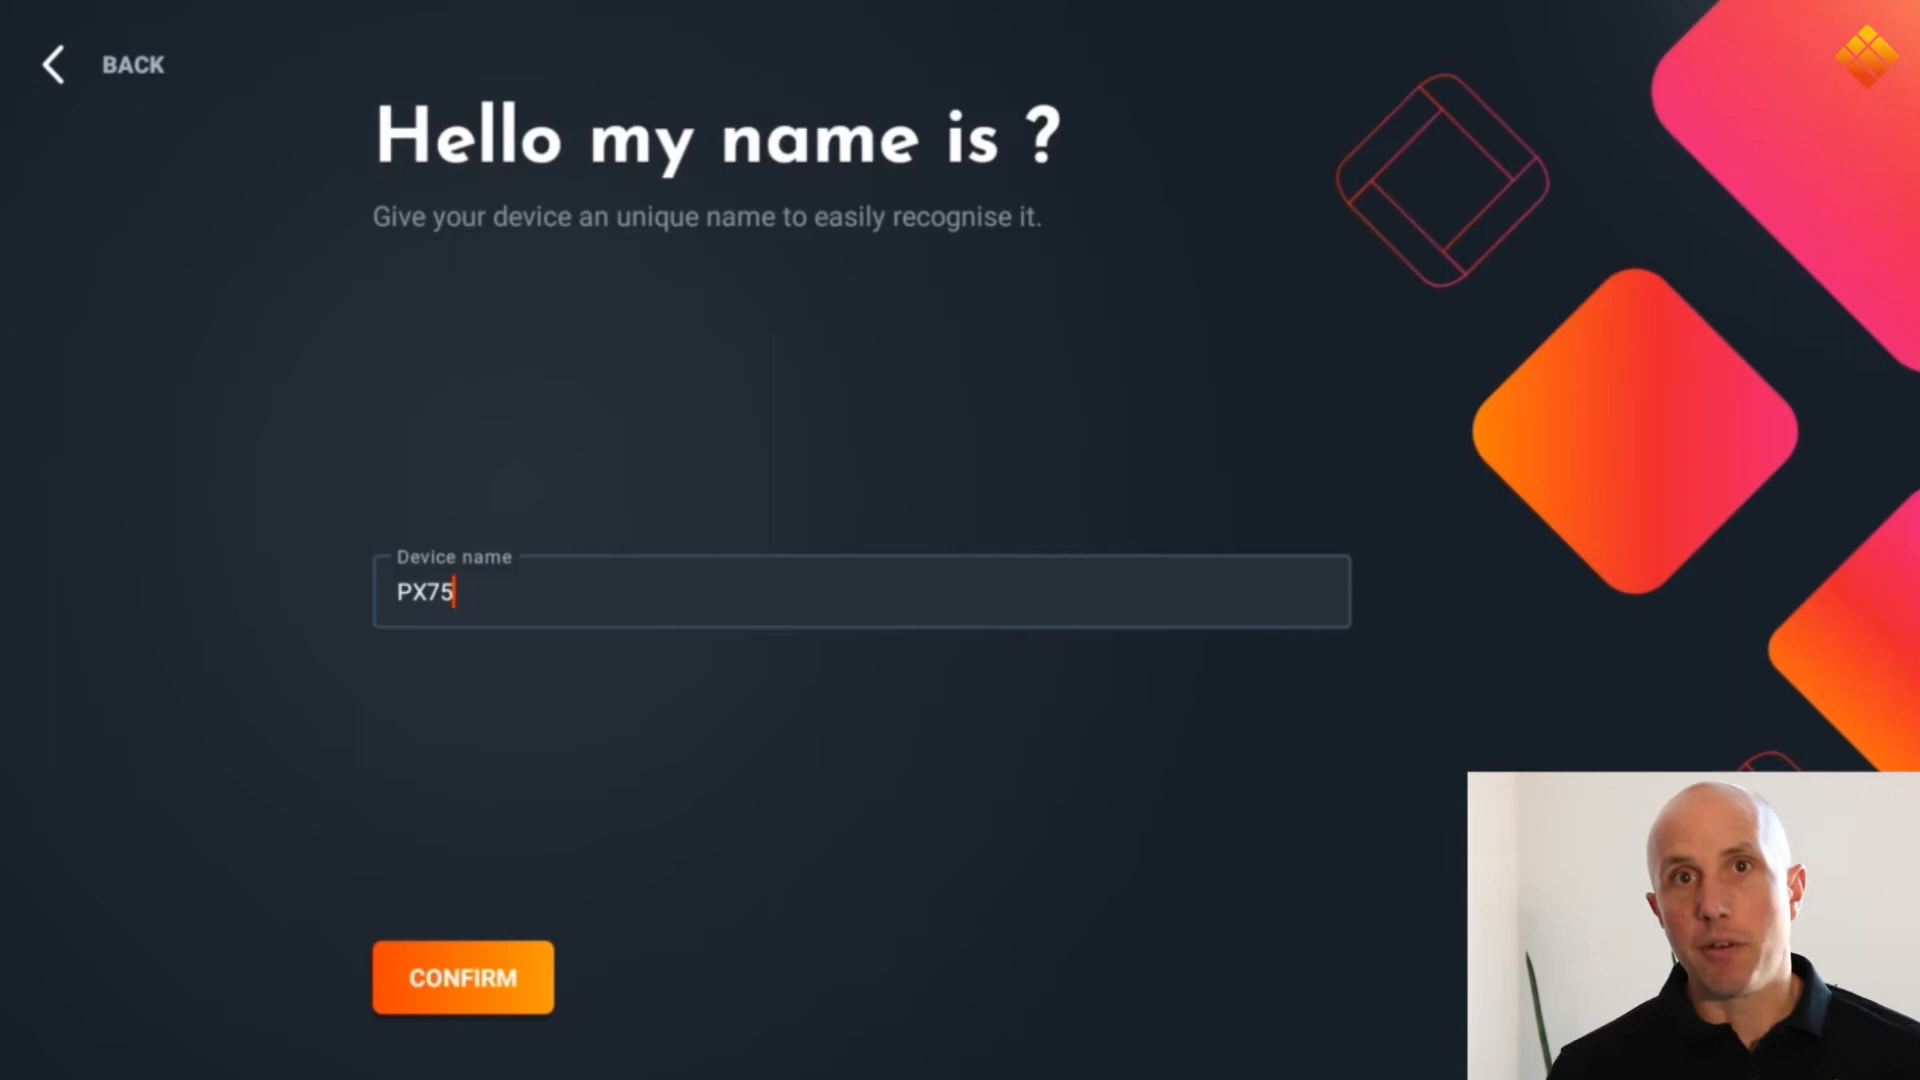 BACK
Hello my name is ?
Give your device an unique name to easily recognise it.
Device name
PX75
CONFIRM